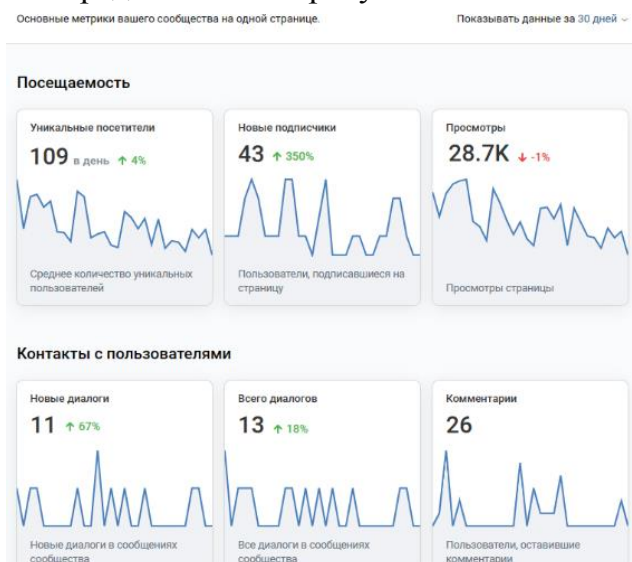 Основные метрики вашего сообщества на одной странице.
Показывать данные за 30 дней
Посещаемость
Уникальные посетители
109 в день ↑ 4%
Среднее количество уникальных
пользователей
Новые подписчики
43 ↑ 350%
Пользователи, подписавшиеся на
страницу
Просмотры
28.7K ↓ -1%
Просмотры страницы
Контакты с пользователями
Новые диалоги
11 ↑ 67%
Новые диалоги в сообщениях
сообщества
Всего диалогов
13 ↑ 18%
Все диалоги в сообщениях
сообщества
Комментарии
26
Пользователи, оставившие
комментарии